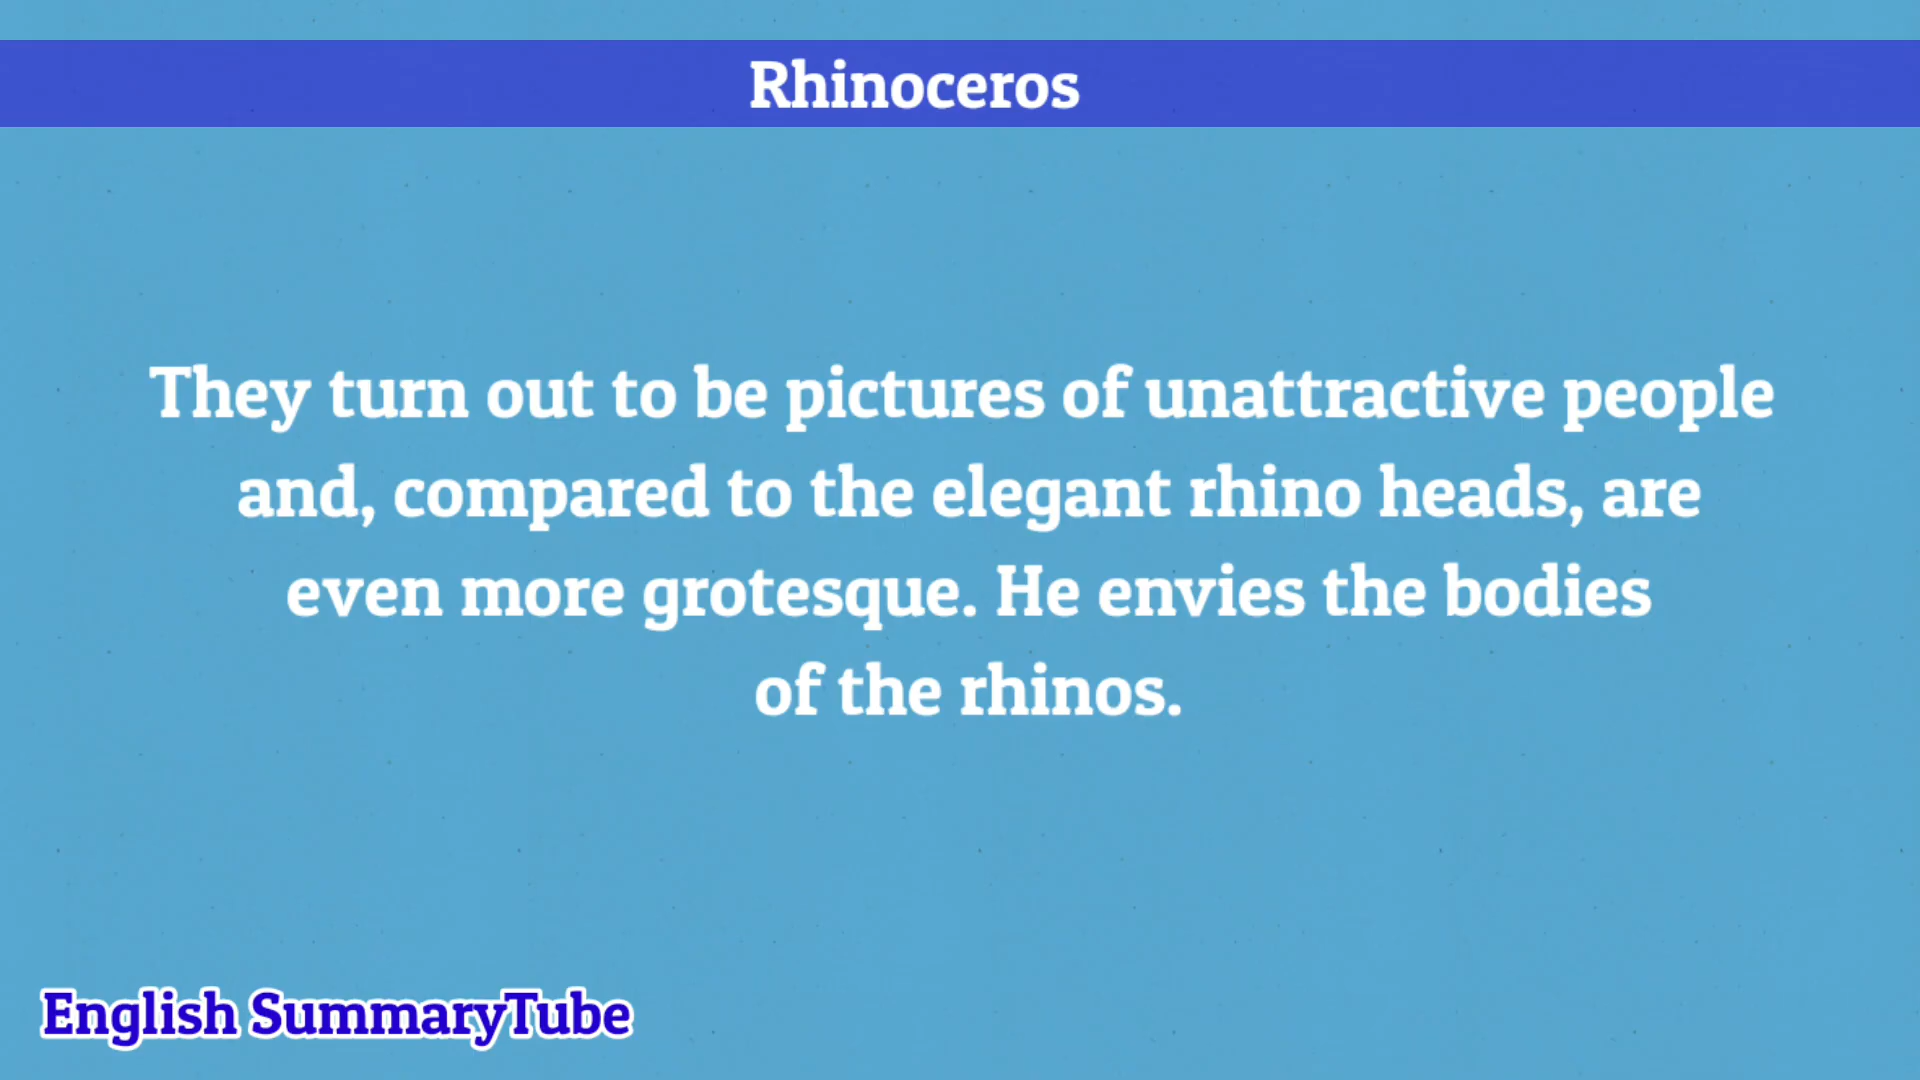 Rhinoceros
They turn out to be pictures of unattractive people
and, compared to the elegant rhino heads, are
even more grotesque. He envies the bodies
of the rhinos.
English SummaryTube